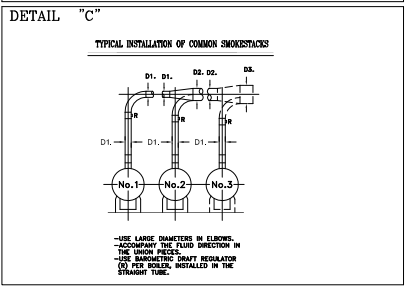 DETAIL "C"
TYPICAL INSTALLATION OF COMMON SMOKESTACKS
D1. D1. D2. D2. D3.
R R R
D1. D1. D1.
No.1 No.2 No.3
-USE LARGE DIAMETERS IN ELBOWS.
-ACCOMPANY THE FLUID DIRECTION IN
THE UNION PIECES.
-USE BAROMETRIC DRAFT REGULATOR
(R) PER BOILER, INSTALLED IN THE
STRAIGHT TUBE.